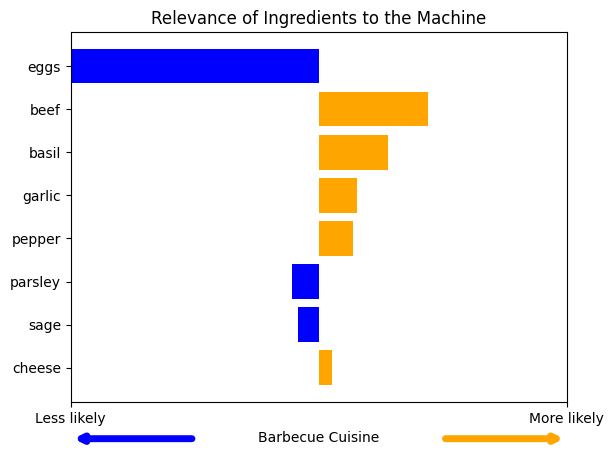 Relevance of Ingredients to the Machine
eggs
beef
basil
garlic
pepper
parsley
sage
cheese
Less likely
More likely
Barbecue Cuisine